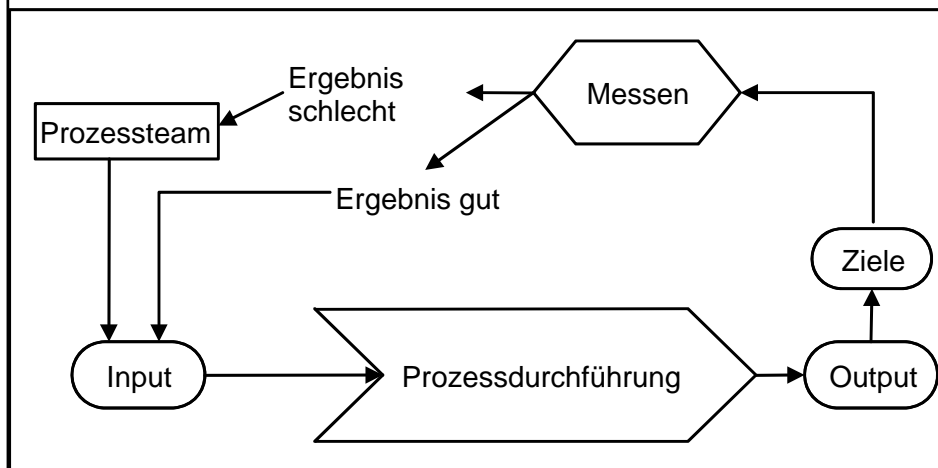 Ergebnis
schlecht
Messen
Prozessteam
Ergebnis gut
Ziele
Input
Prozessdurchführung
Output